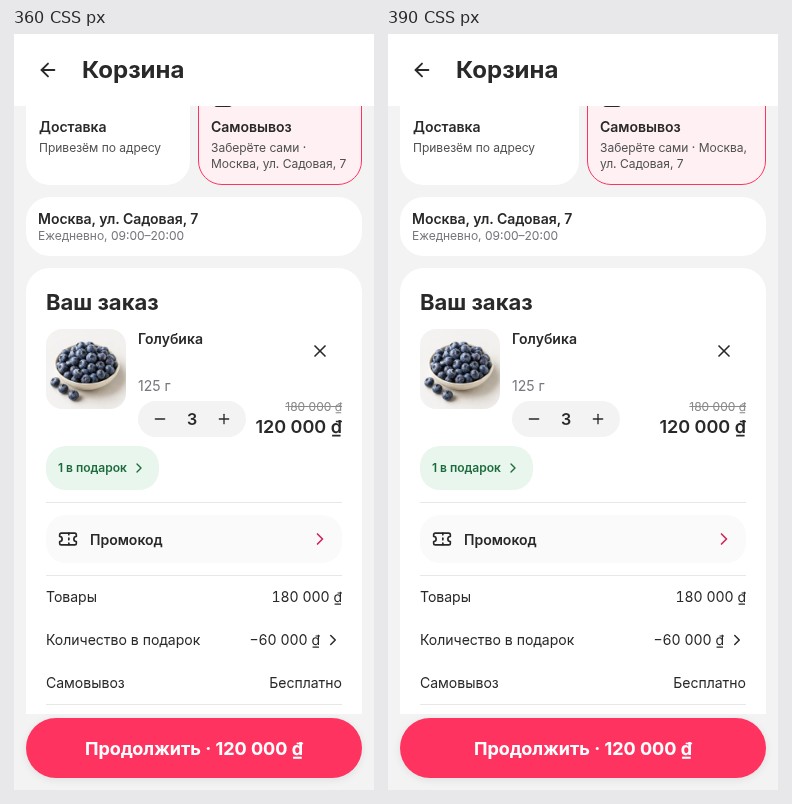 360 CSS px
Корзина
Доставка
Привезём по адресу
Самовывоз
Заберёте сами ·
Москва, ул. Садовая, 7
Москва, ул. Садовая, 7
Ежедневно, 09:00–20:00
Ваш заказ
Голубика
125 г
3
180 000 ₫
120 000 ₫
1 в подарок
Промокод
Товары 180 000 ₫
Количество в подарок −60 000 ₫
Самовывоз Бесплатно
Продолжить · 120 000 ₫
390 CSS px
Корзина
Доставка
Привезём по адресу
Самовывоз
Заберёте сами · Москва,
ул. Садовая, 7
Москва, ул. Садовая, 7
Ежедневно, 09:00–20:00
Ваш заказ
Голубика
125 г
3
180 000 ₫
120 000 ₫
1 в подарок
Промокод
Товары 180 000 ₫
Количество в подарок −60 000 ₫
Самовывоз Бесплатно
Продолжить · 120 000 ₫